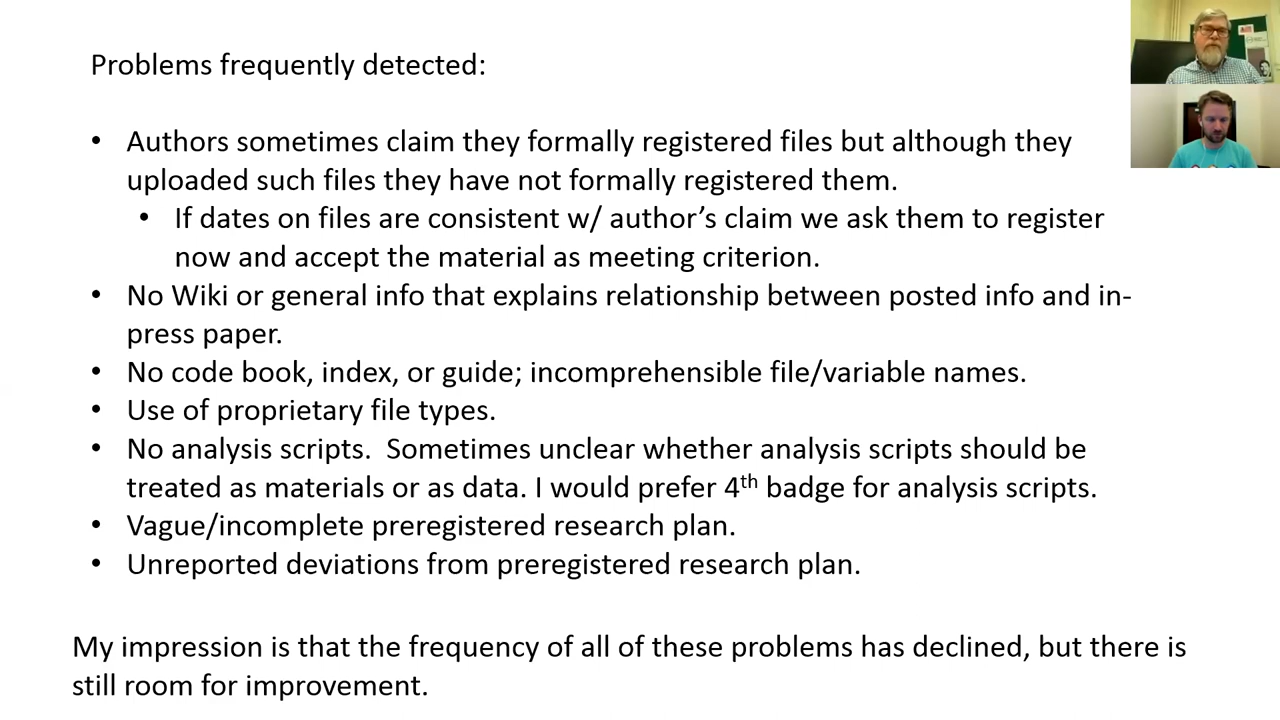 Problems frequently detected:
• Authors sometimes claim they formally registered files but although they
uploaded such files they have not formally registered them.
• If dates on files are consistent w/ author’s claim we ask them to register
now and accept the material as meeting criterion.
• No Wiki or general info that explains relationship between posted info and in-
press paper.
• No code book, index, or guide; incomprehensible file/variable names.
• Use of proprietary file types.
• No analysis scripts.  Sometimes unclear whether analysis scripts should be
treated as materials or as data. I would prefer 4th badge for analysis scripts.
• Vague/incomplete preregistered research plan.
• Unreported deviations from preregistered research plan.
My impression is that the frequency of all of these problems has declined, but there is
still room for improvement.